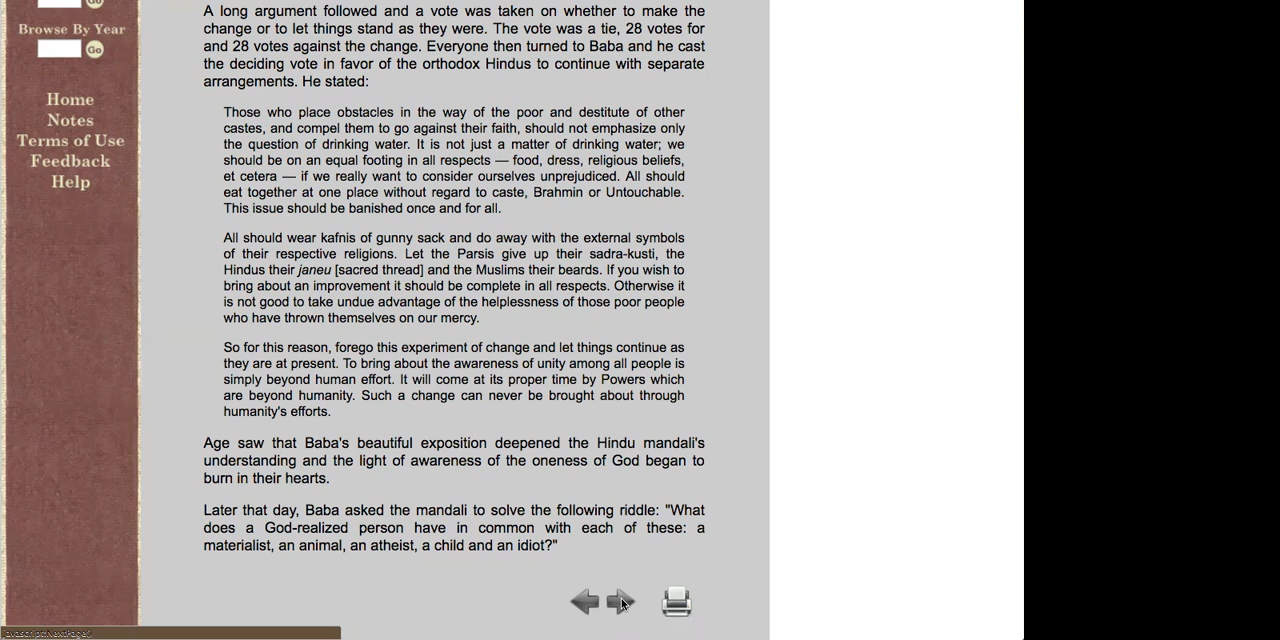 Go
Browse By Year
Go
Home
Notes
Terms of Use
Feedback
Help
A long argument followed and a vote was taken on whether to make the
change or to let things stand as they were. The vote was a tie, 28 votes for
and 28 votes against the change. Everyone then turned to Baba and he cast
the deciding vote in favor of the orthodox Hindus to continue with separate
arrangements. He stated:
Those who place obstacles in the way of the poor and destitute of other
castes, and compel them to go against their faith, should not emphasize only
the question of drinking water. It is not just a matter of drinking water; we
should be on an equal footing in all respects — food, dress, religious beliefs,
et cetera — if we really want to consider ourselves unprejudiced. All should
eat together at one place without regard to caste, Brahmin or Untouchable.
This issue should be banished once and for all.
All should wear kafnis of gunny sack and do away with the external symbols
of their respective religions. Let the Parsis give up their sadra-kusti, the
Hindus their janeu [sacred thread] and the Muslims their beards. If you wish to
bring about an improvement it should be complete in all respects. Otherwise it
is not good to take undue advantage of the helplessness of those poor people
who have thrown themselves on our mercy.
So for this reason, forego this experiment of change and let things continue as
they are at present. To bring about the awareness of unity among all people is
simply beyond human effort. It will come at its proper time by Powers which
are beyond humanity. Such a change can never be brought about through
humanity's efforts.
Age saw that Baba's beautiful exposition deepened the Hindu mandali's
understanding and the light of awareness of the oneness of God began to
burn in their hearts.
Later that day, Baba asked the mandali to solve the following riddle: "What
does a God-realized person have in common with each of these: a
materialist, an animal, an atheist, a child and an idiot?"
javascript:NextPage()